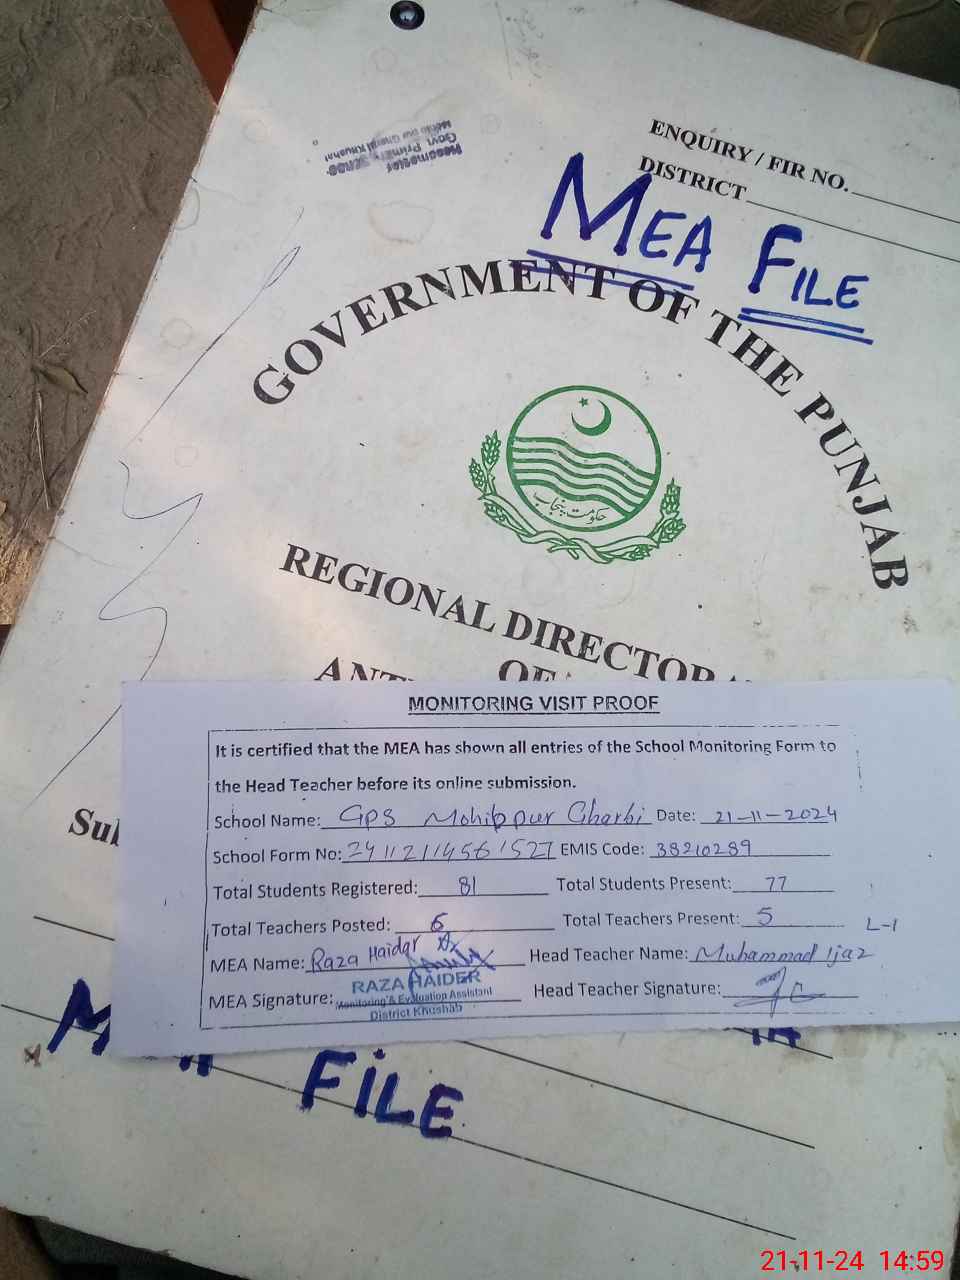 ENQUIRY / FIR NO.
DISTRICT
Headmaster
Govt. Primary
MEA FILE
GOVERNMENT OF THE PUNJAB
حکومت پنجاب
REGIONAL DIRECTORA
OF
MONITORING VISIT PROOF
It is certified that the MEA has shown all entries of the School Monitoring Form to
the Head Teacher before its online submission.
School Name: GPS Mohibpur Gharbi Date: 21-11-2024
School Form No: EMIS Code: 38210289
Total Students Registered: 81 Total Students Present: 77
Total Teachers Posted: 6 Total Teachers Present: 5
L-1
MEA Name: Raza Haidar Head Teacher Name: Muhammad Ijaz
MEA Signature: Head Teacher Signature:
RAZA HAIDER
Monitoring & Evaluation Assistant
District Khushab
FILE
21-11-24 14:59